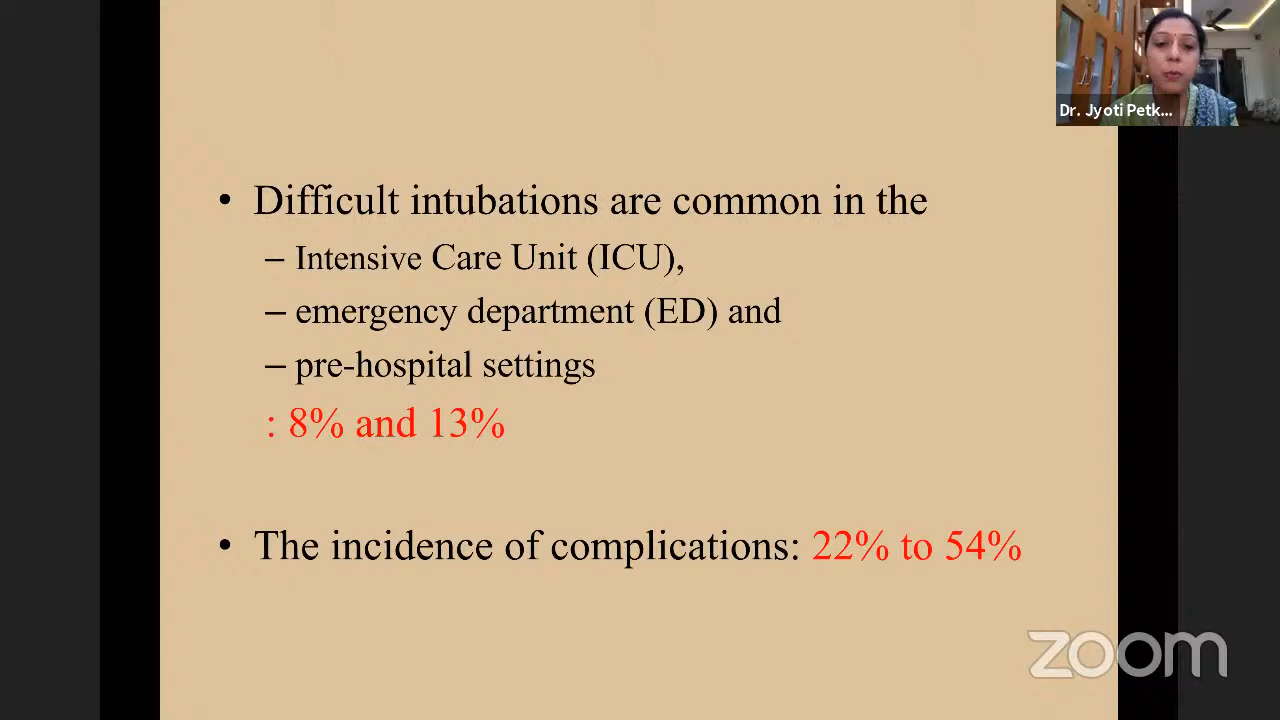 Dr. Jyoti Petk...
• Difficult intubations are common in the
– Intensive Care Unit (ICU),
– emergency department (ED) and
– pre-hospital settings
: 8% and 13%
• The incidence of complications: 22% to 54%
zoom